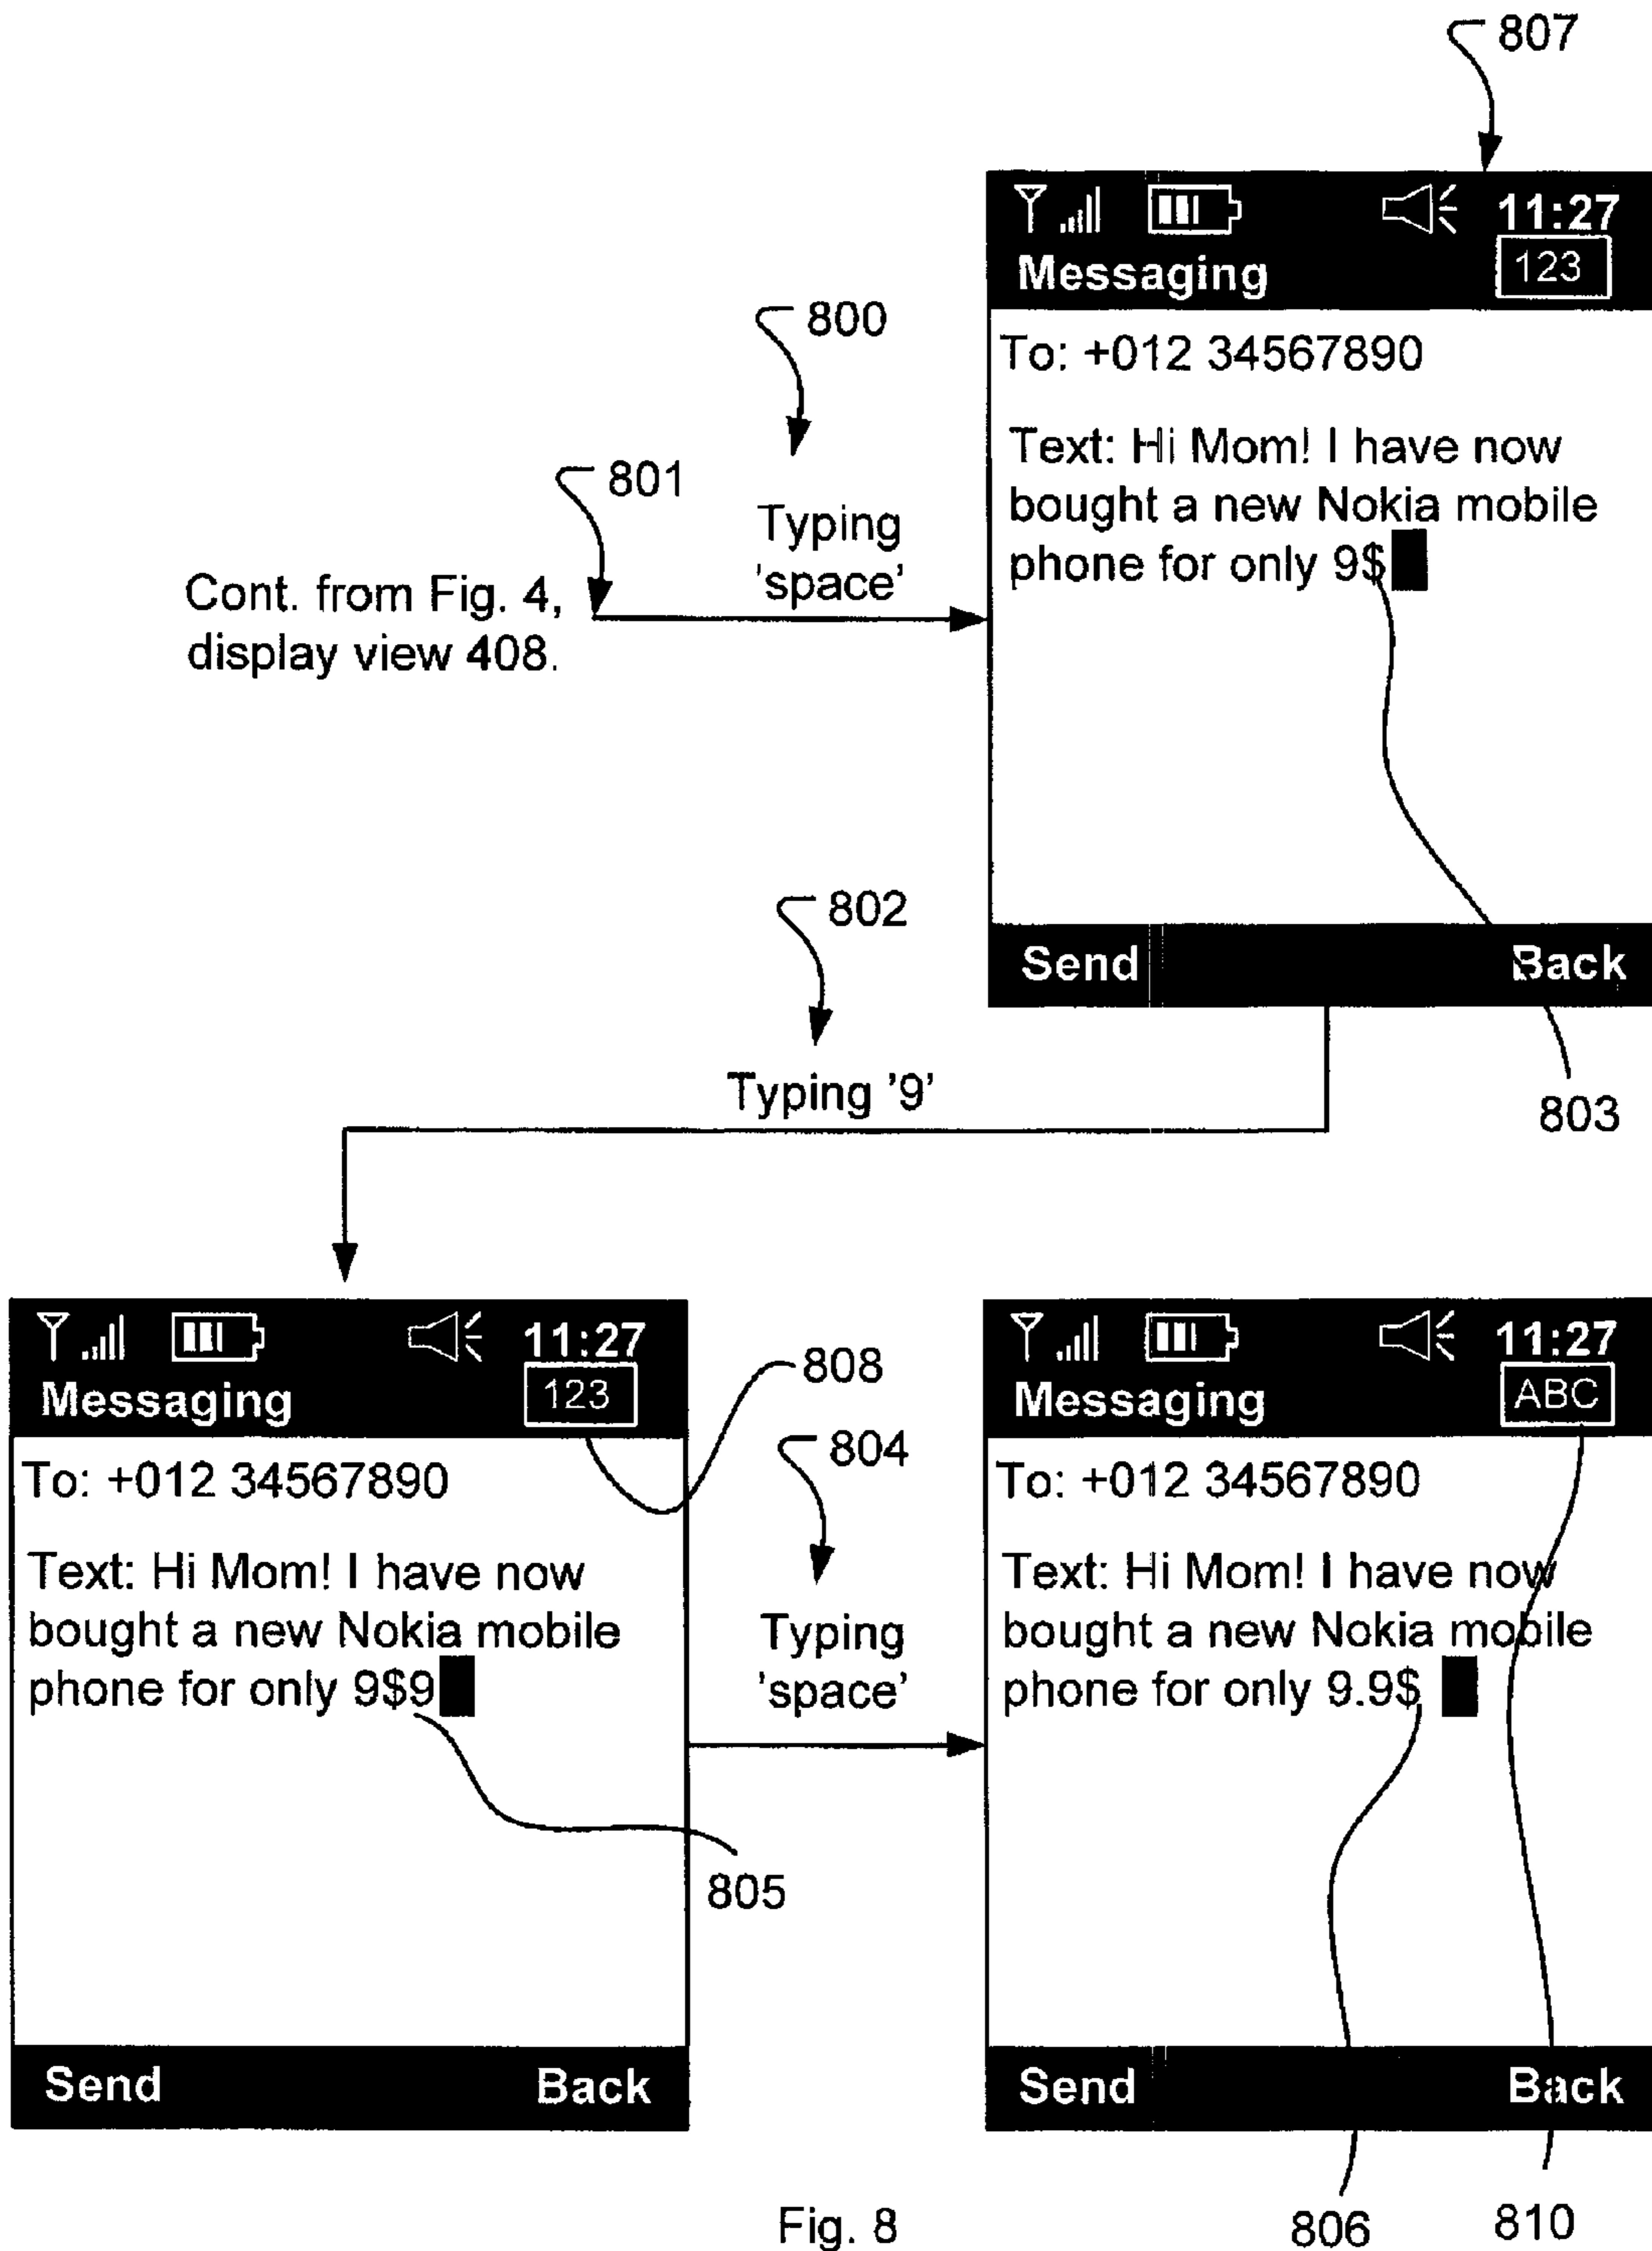 807
11:27
Messaging
123
800
To: +012 34567890
Text: Hi Mom! I have now
801
Typing
bought a new Nokia mobile
'space'
phone for only 9$
Cont. from Fig. 4,
display view 408.
802
Send
Back
Typing '9'
803
11:27
Messaging
123
808
To: +012 34567890
Text: Hi Mom! I have now
bought a new Nokia mobile
phone for only 9$9
805
Send
Back
804
Typing
'space'
11:27
Messaging
ABC
To: +012 34567890
Text: Hi Mom! I have now
bought a new Nokia mobile
phone for only 9.9$
Send
Back
806
810
Fig. 8